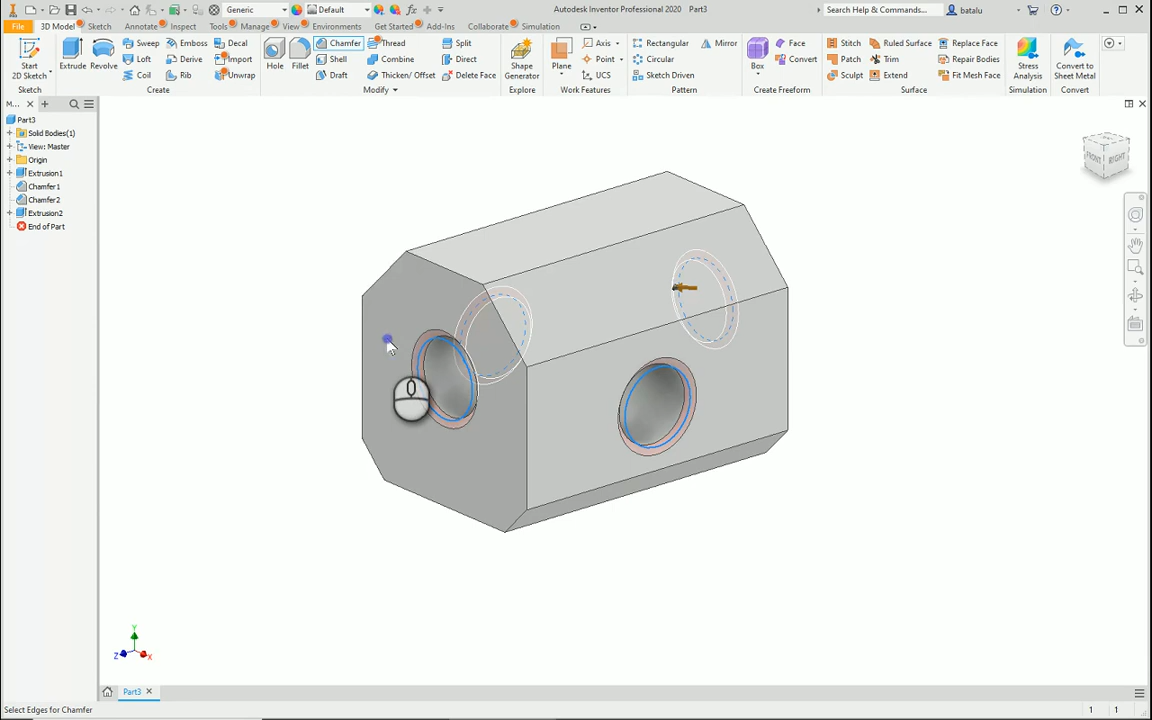 Generic
Default
Autodesk Inventor Professional 2020   Part3
Search Help & Commands...
batalu
File
3D Model
Sketch
Annotate
Inspect
Tools
Manage
View
Environments
Get Started
Add-Ins
Collaborate
Simulation
Start
2D Sketch
Sketch
Extrude
Revolve
Sweep
Loft
Coil
Emboss
Derive
Rib
Decal
Import
Unwrap
Create
Hole
Fillet
Chamfer
Shell
Draft
Thread
Combine
Thicken/ Offset
Split
Direct
Delete Face
Modify
Shape
Generator
Explore
Plane
Axis
Point
UCS
Work Features
Rectangular
Circular
Sketch Driven
Mirror
Pattern
Box
Face
Convert
Create Freeform
Stitch
Patch
Sculpt
Ruled Surface
Trim
Extend
Replace Face
Repair Bodies
Fit Mesh Face
Surface
Stress
Analysis
Simulation
Convert to
Sheet Metal
Convert
M...
Part3
Solid Bodies(1)
View: Master
Origin
Extrusion1
Chamfer1
Chamfer2
Extrusion2
End of Part
FRONT
RIGHT
Y
Z
X
Part3
Select Edges for Chamfer
1
1